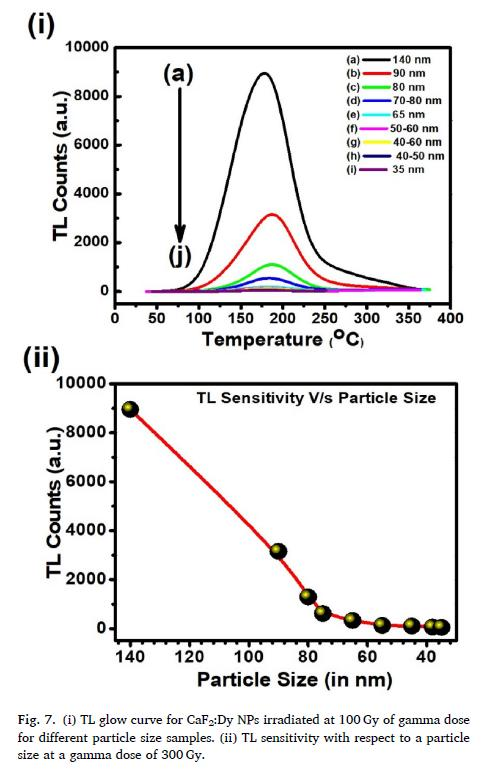 (i)
10000
8000
6000
4000
2000
0
TL Counts (a.u.)
(a)
(j)
(a) 140 nm
(b) 90 nm
(c) 80 nm
(d) 70-80 nm
(e) 65 nm
(f) 50-60 nm
(g) 40-60 nm
(h) 40-50 nm
(i) 35 nm
0 50 100 150 200 250 300 350 400
Temperature (⁰C)
(ii)
10000
8000
6000
4000
2000
0
TL Counts (a.u.)
TL Sensitivity V/s Particle Size
140 120 100 80 60 40
Particle Size (in nm)
Fig. 7. (i) TL glow curve for CaF₂:Dy NPs irradiated at 100 Gy of gamma dose
for different particle size samples. (ii) TL sensitivity with respect to a particle
size at a gamma dose of 300 Gy.